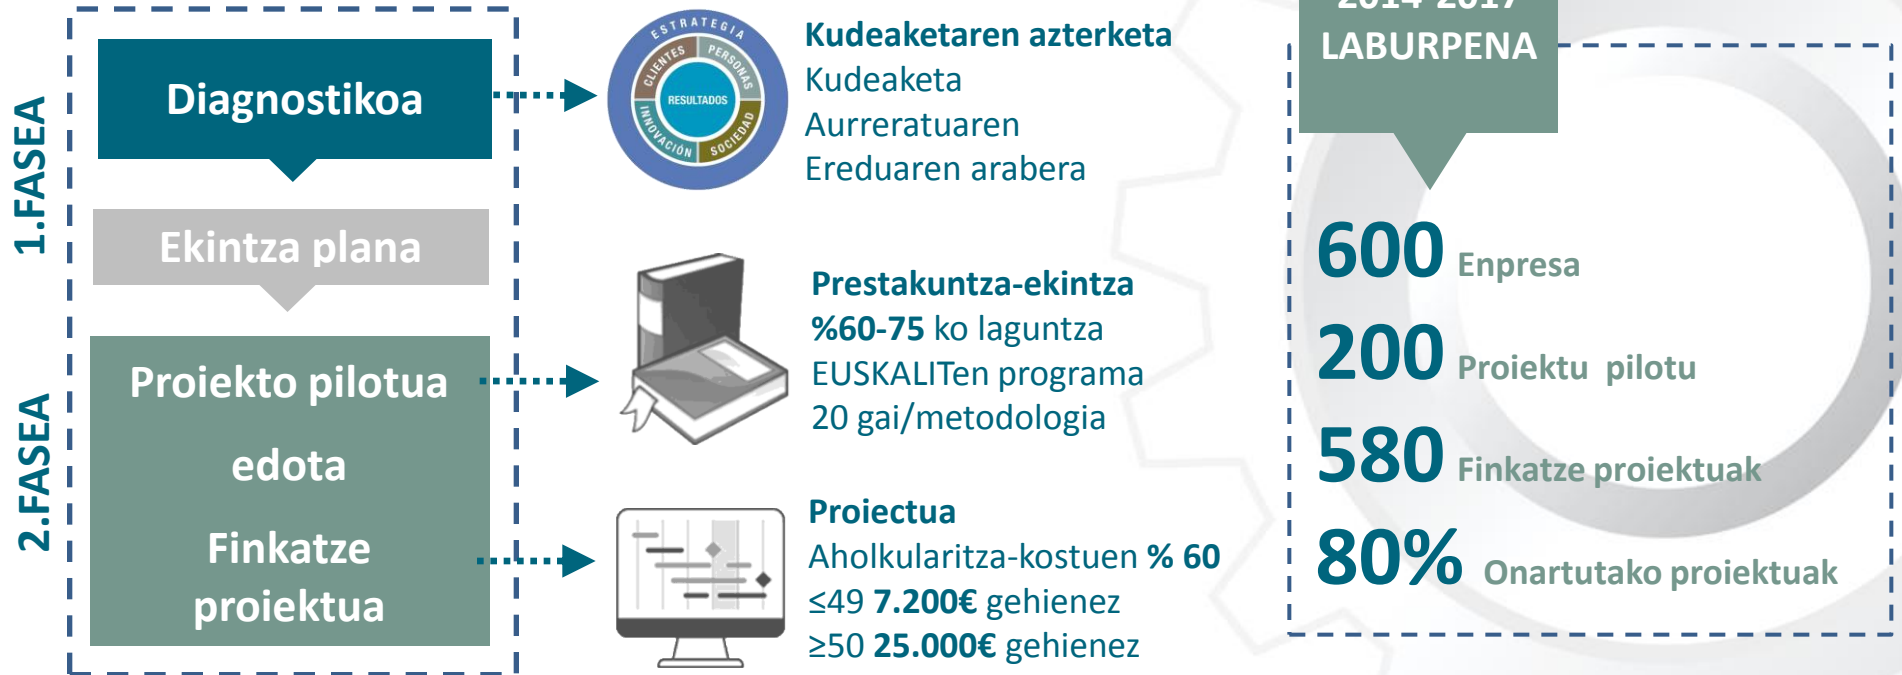 1.FASEA
Diagnostikoa
Ekintza plana
2.FASEA
Proiekto pilotua
edota
Finkatze
proiektua
ESTRATEGIA
CLIENTES
PERSONAS
RESULTADOS
INNOVACIÓN
SOCIEDAD
Kudeaketaren azterketa
Kudeaketa
Aurreratuaren
Ereduaren arabera
Prestakuntza-ekintza
%60-75 ko laguntza
EUSKALITen programa
20 gai/metodologia
Proiectua
Aholkularitza-kostuen % 60
≤49 7.200€ gehienez
≥50 25.000€ gehienez
2014-2017
LABURPENA
600 Enpresa
200 Proiektu pilotu
580 Finkatze proiektuak
80% Onartutako proiektuak